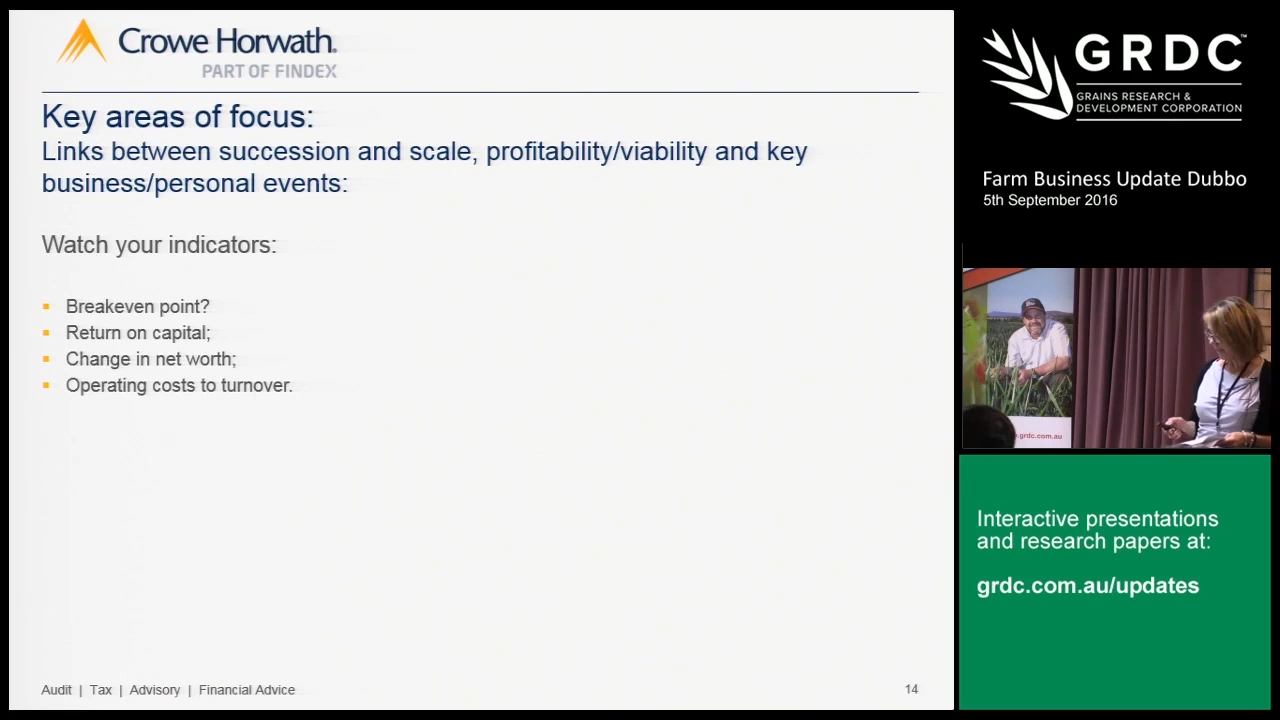 Crowe Horwath.
PART OF FINDEX
Key areas of focus:
Links between succession and scale, profitability/viability and key
business/personal events:
Watch your indicators:
Breakeven point?
Return on capital;
Change in net worth;
Operating costs to turnover.
Audit | Tax | Advisory | Financial Advice
14
GRDC™
GRAINS RESEARCH &
DEVELOPMENT CORPORATION
Farm Business Update Dubbo
5th September 2016
.grdc.com.au
Interactive presentations
and research papers at:
grdc.com.au/updates